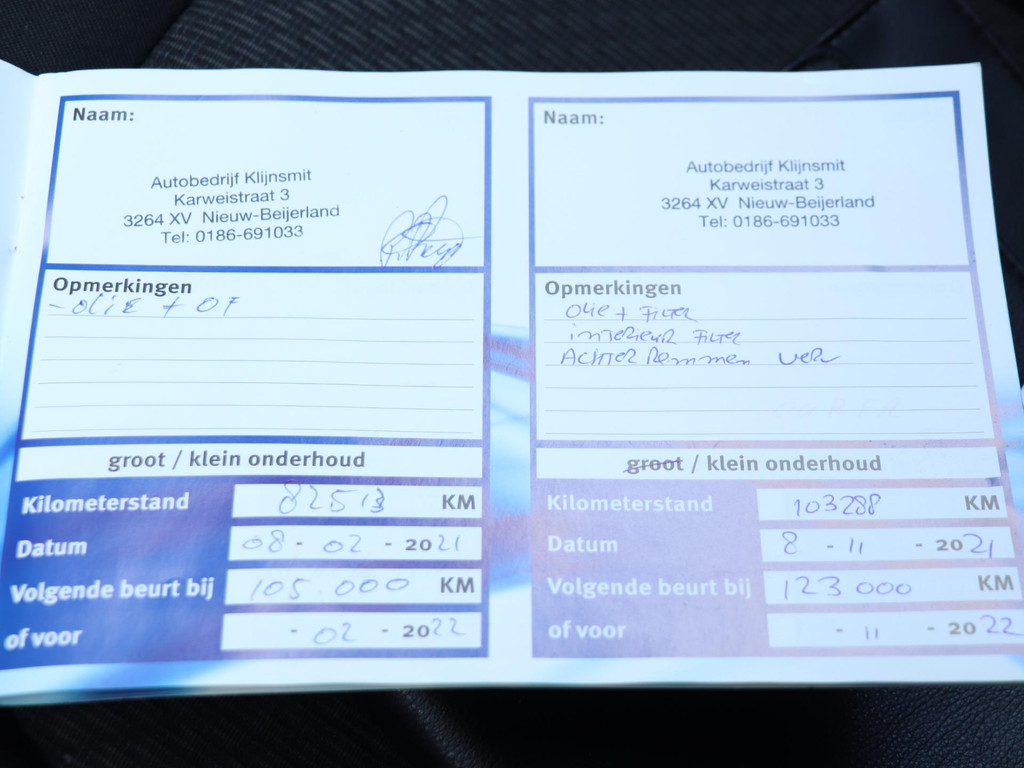 Naam:
Autobedrijf Klijnsmit
Karweistraat 3
3264 XV Nieuw-Beijerland
Tel: 0186-691033
Opmerkingen
- OLIE + OF
groot / klein onderhoud
Kilometerstand 82513 KM
Datum 08 - 02 - 2021
Volgende beurt bij 105.000 KM
of voor - 02 - 2022
Naam:
Autobedrijf Klijnsmit
Karweistraat 3
3264 XV Nieuw-Beijerland
Tel: 0186-691033
Opmerkingen
Olie + Filter
interieur Filter
Achter Remmen ver
groot / klein onderhoud
Kilometerstand 103288 KM
Datum 8 - 11 - 2021
Volgende beurt bij 123 000 KM
of voor - 11 - 2022